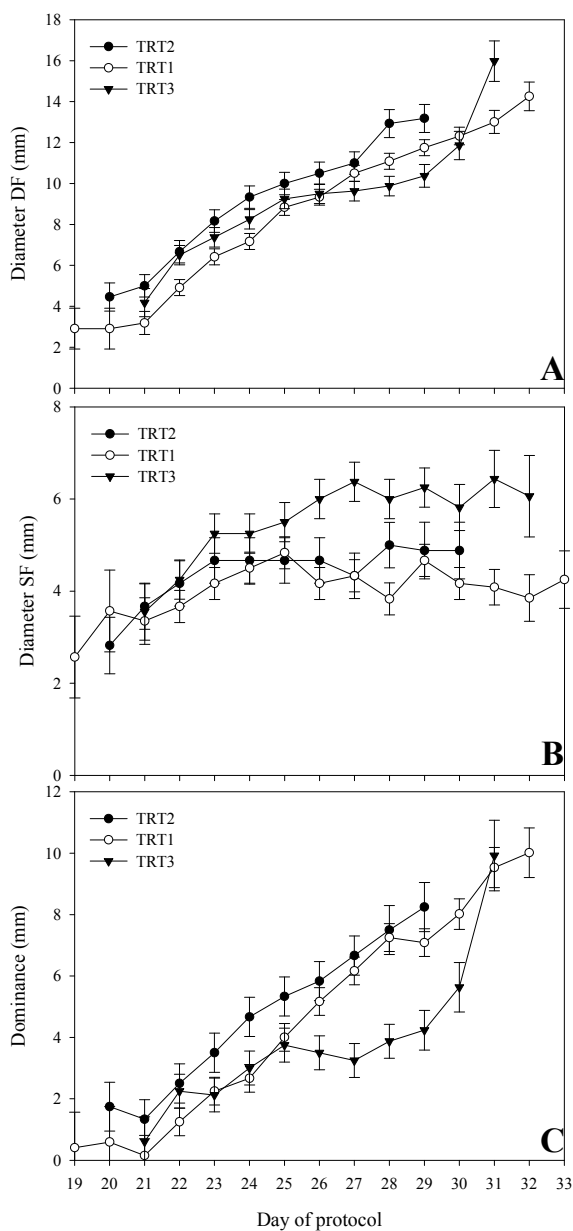 18
16
14
12
10
8
6
4
2
0
Diameter DF (mm)
TRT2
TRT1
TRT3
A
8
6
4
2
0
Diameter SF (mm)
TRT2
TRT1
TRT3
B
12
10
8
6
4
2
0
Dominance (mm)
TRT2
TRT1
TRT3
C
19 20 21 22 23 24 25 26 27 28 29 30 31 32 33
Day of protocol